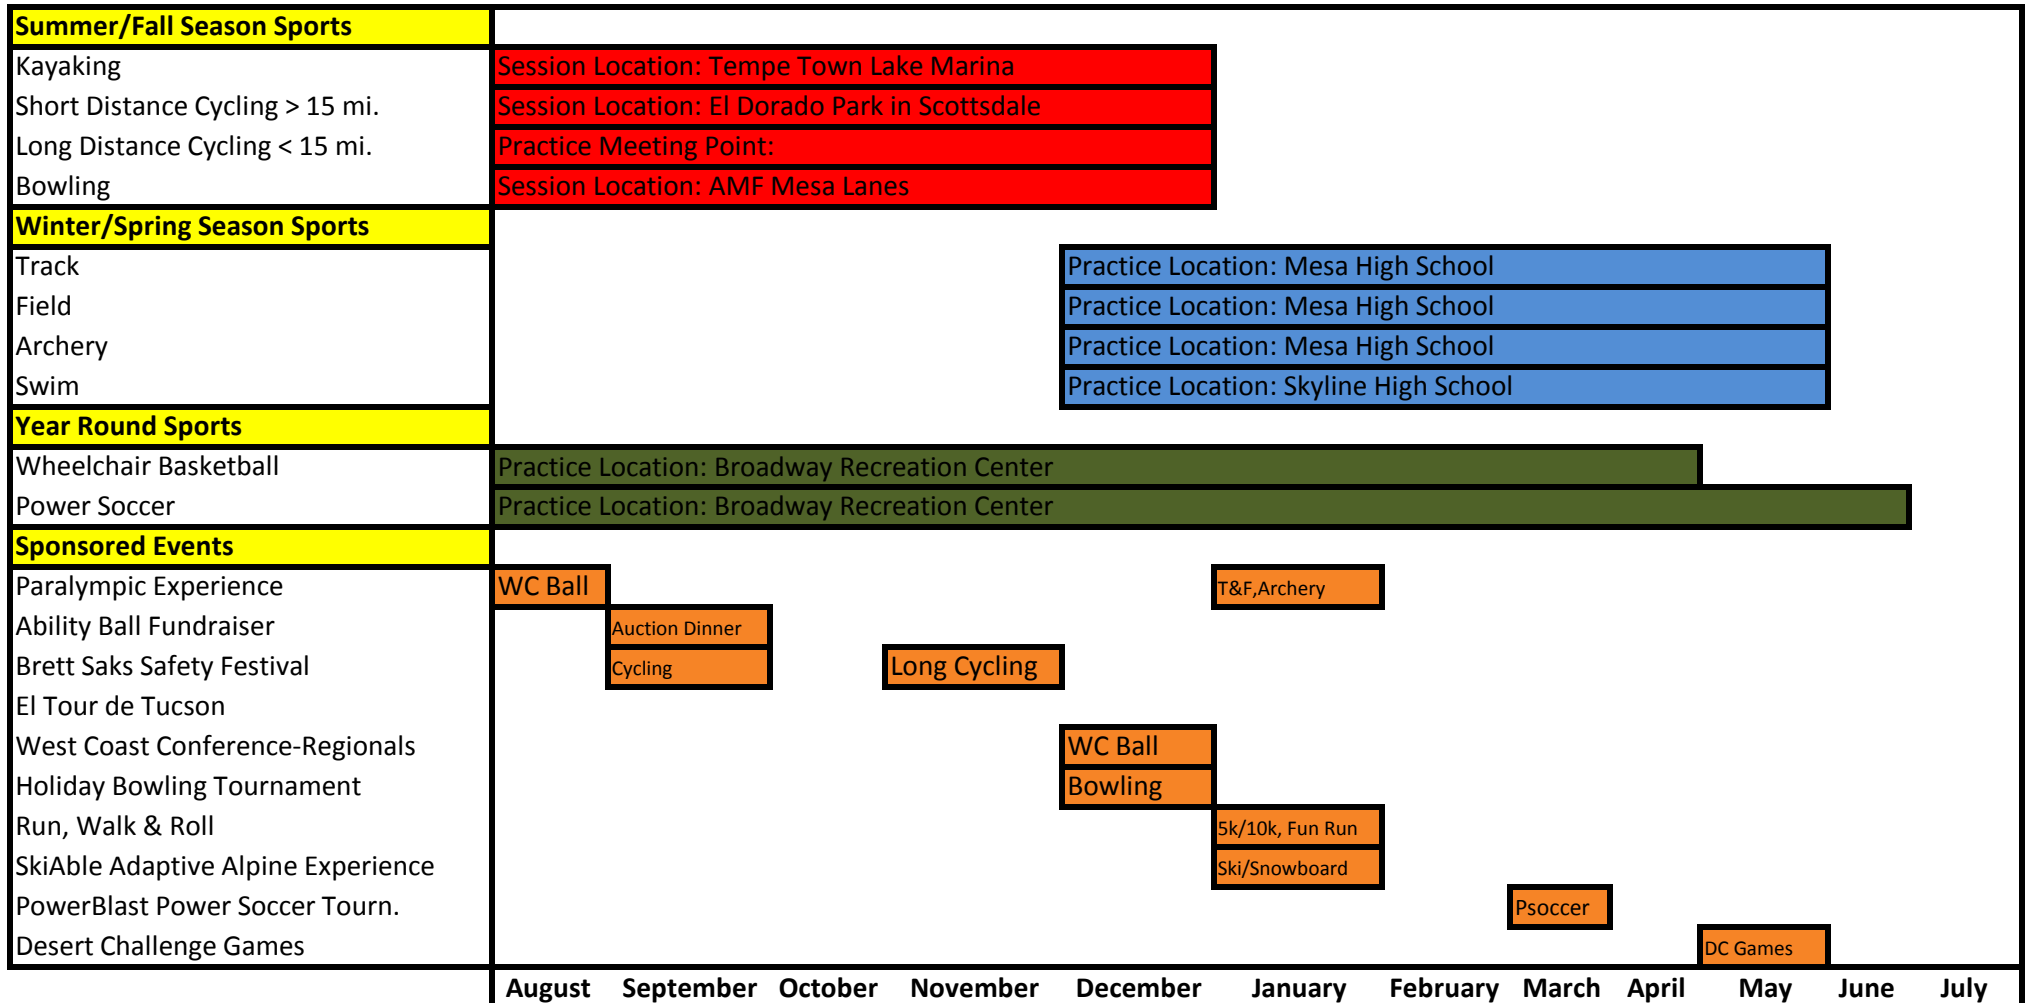 Summer/Fall Season Sports
Kayaking Session Location: Tempe Town Lake Marina
Short Distance Cycling > 15 mi. Session Location: El Dorado Park in Scottsdale
Long Distance Cycling < 15 mi. Practice Meeting Point:
Bowling Session Location: AMF Mesa Lanes
Winter/Spring Season Sports
Track Practice Location: Mesa High School
Field Practice Location: Mesa High School
Archery Practice Location: Mesa High School
Swim Practice Location: Skyline High School
Year Round Sports
Wheelchair Basketball Practice Location: Broadway Recreation Center
Power Soccer Practice Location: Broadway Recreation Center
Sponsored Events
Paralympic Experience WC Ball T&F,Archery
Ability Ball Fundraiser Auction Dinner
Brett Saks Safety Festival Cycling Long Cycling
El Tour de Tucson
West Coast Conference-Regionals WC Ball
Holiday Bowling Tournament Bowling
Run, Walk & Roll 5k/10k, Fun Run
SkiAble Adaptive Alpine Experience Ski/Snowboard
PowerBlast Power Soccer Tourn. Psoccer
Desert Challenge Games DC Games
August September October November December January February March April May June July